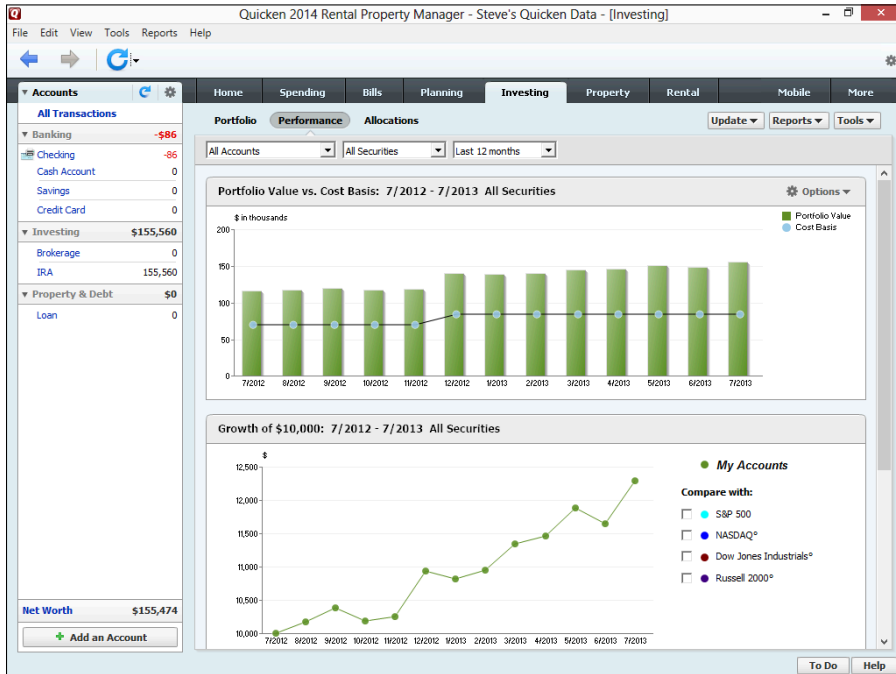 Quicken 2014 Rental Property Manager - Steve's Quicken Data - [Investing]
File Edit View Tools Reports Help
Accounts
All Transactions
Banking -$86
Checking -86
Cash Account 0
Savings 0
Credit Card 0
Investing $155,560
Brokerage 0
IRA 155,560
Property & Debt $0
Loan 0
Net Worth $155,474
Add an Account
Home Spending Bills Planning Investing Property Rental Mobile More
Portfolio Performance Allocations Update Reports Tools
All Accounts All Securities Last 12 months
Portfolio Value vs. Cost Basis: 7/2012 - 7/2013 All Securities Options
$ in thousands
Portfolio Value
Cost Basis
200
150
100
50
0
7/2012 8/2012 9/2012 10/2012 11/2012 12/2012 1/2013 2/2013 3/2013 4/2013 5/2013 6/2013 7/2013
Growth of $10,000: 7/2012 - 7/2013 All Securities
$
12,500
12,000
11,500
11,000
10,500
10,000
7/2012 8/2012 9/2012 10/2012 11/2012 12/2012 1/2013 2/2013 3/2013 4/2013 5/2013 6/2013 7/2013
My Accounts
Compare with:
S&P 500
NASDAQ°
Dow Jones Industrials°
Russell 2000°
To Do Help